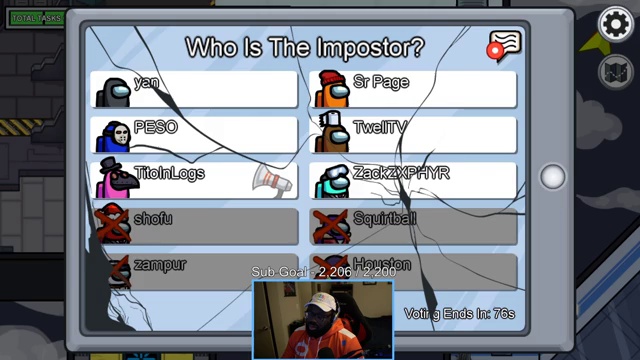 TOTAL TASKS
Who Is The Impostor?
yan
Sr Page
PESO
TwellTV
TitoInLogs
ZackZXPHYR
shofu
Squirtball
zampur
Houston
Sub-Goal - 2,206 / 2,200
Voting Ends In: 76s